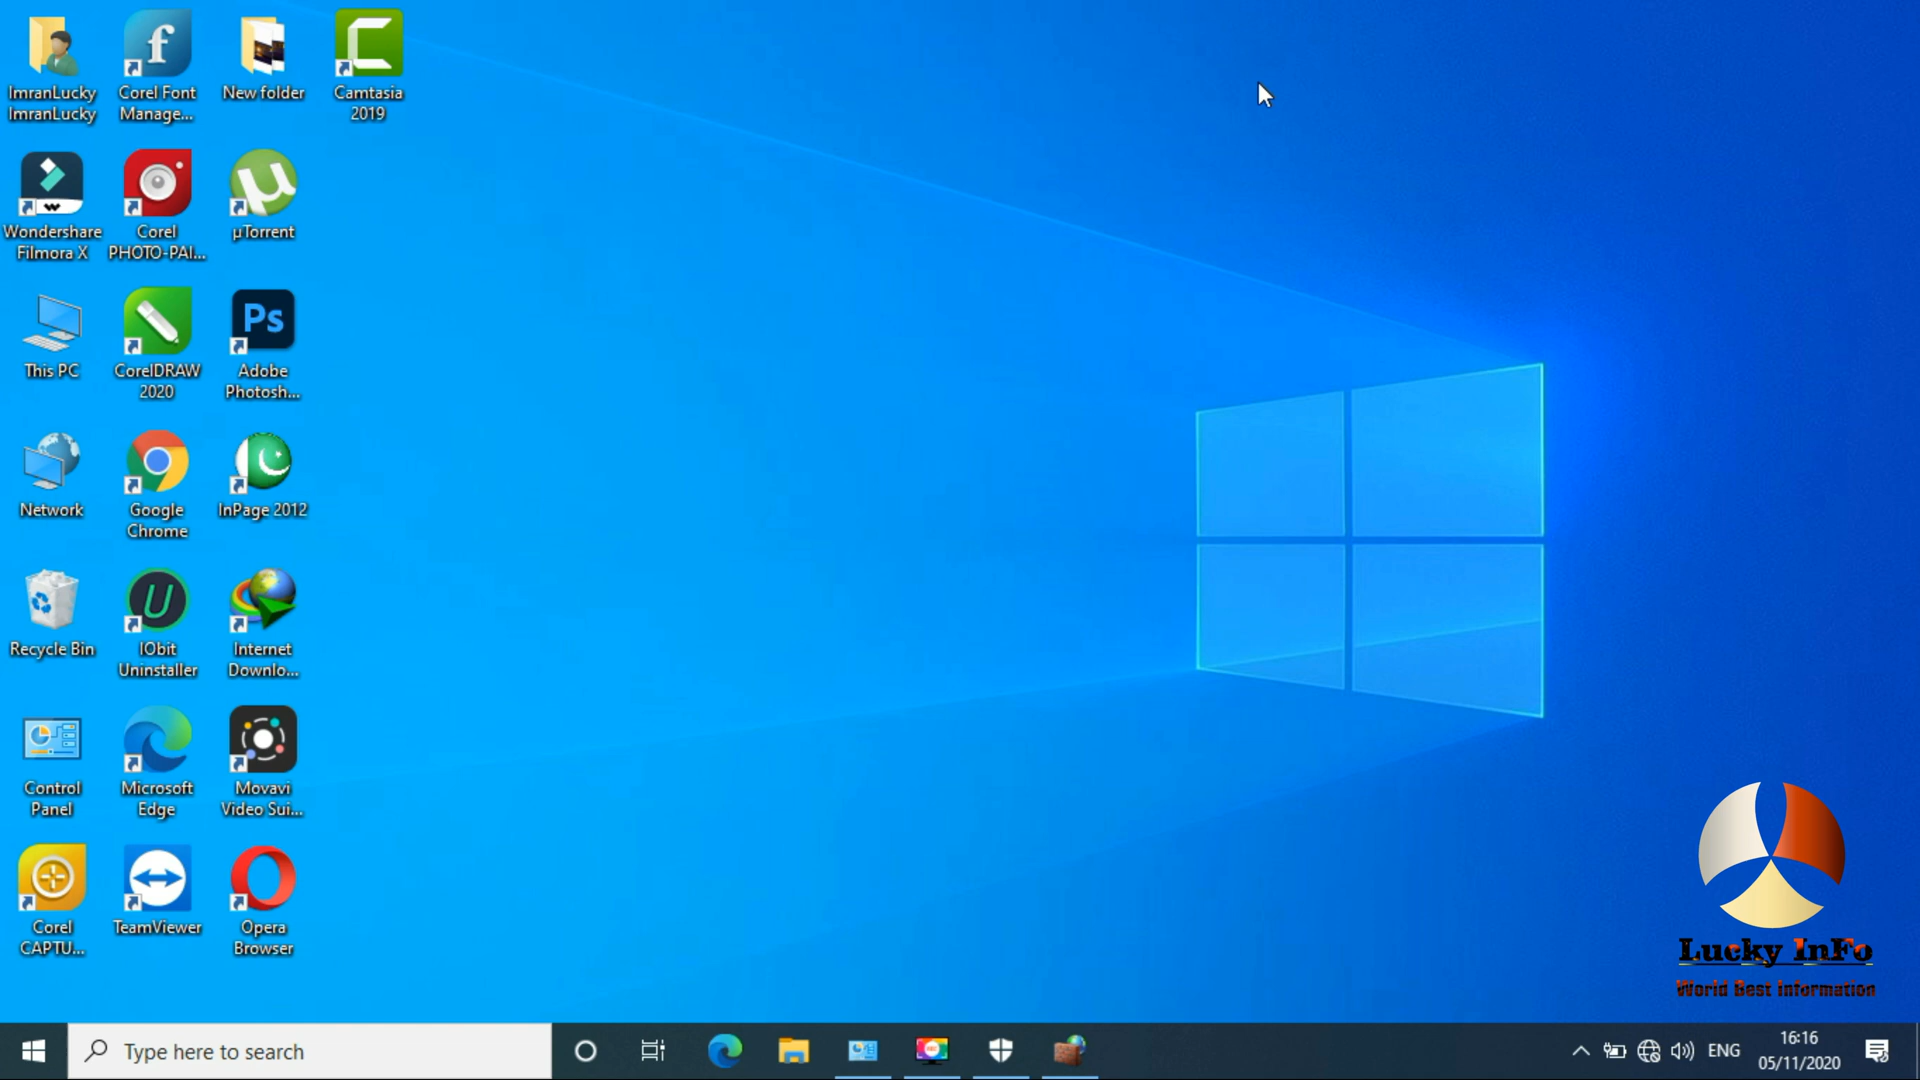 ImranLucky
ImranLucky
Corel Font
Manage...
New folder
Camtasia
2019
Wondershare
Filmora X
Corel
PHOTO-PAI...
µTorrent
This PC
CorelDRAW
2020
Ps
Adobe
Photosh...
Network
Google
Chrome
InPage 2012
Recycle Bin
IObit
Uninstaller
Internet
Downlo...
Control
Panel
Microsoft
Edge
Movavi
Video Sui...
Corel
CAPTU...
TeamViewer
Opera
Browser
Lucky InFo
World Best information
Type here to search
ENG
16:16
05/11/2020